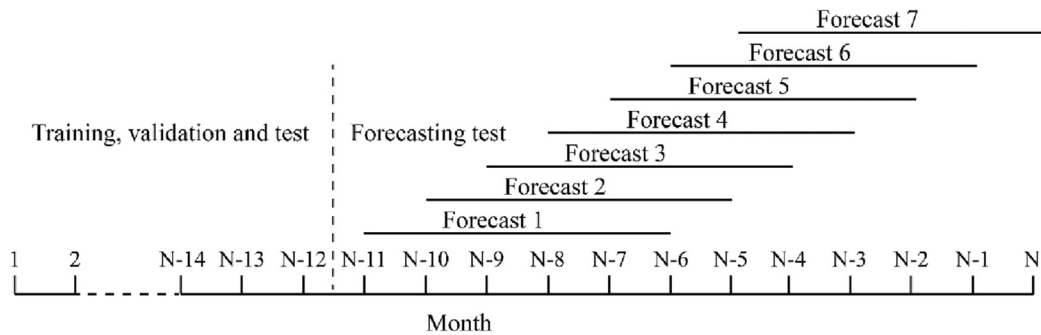 Forecast 7
Forecast 6
Forecast 5
Training, validation and test Forecasting test Forecast 4
Forecast 3
Forecast 2
Forecast 1
1 2 N-14 N-13 N-12 N-11 N-10 N-9 N-8 N-7 N-6 N-5 N-4 N-3 N-2 N-1 N
Month